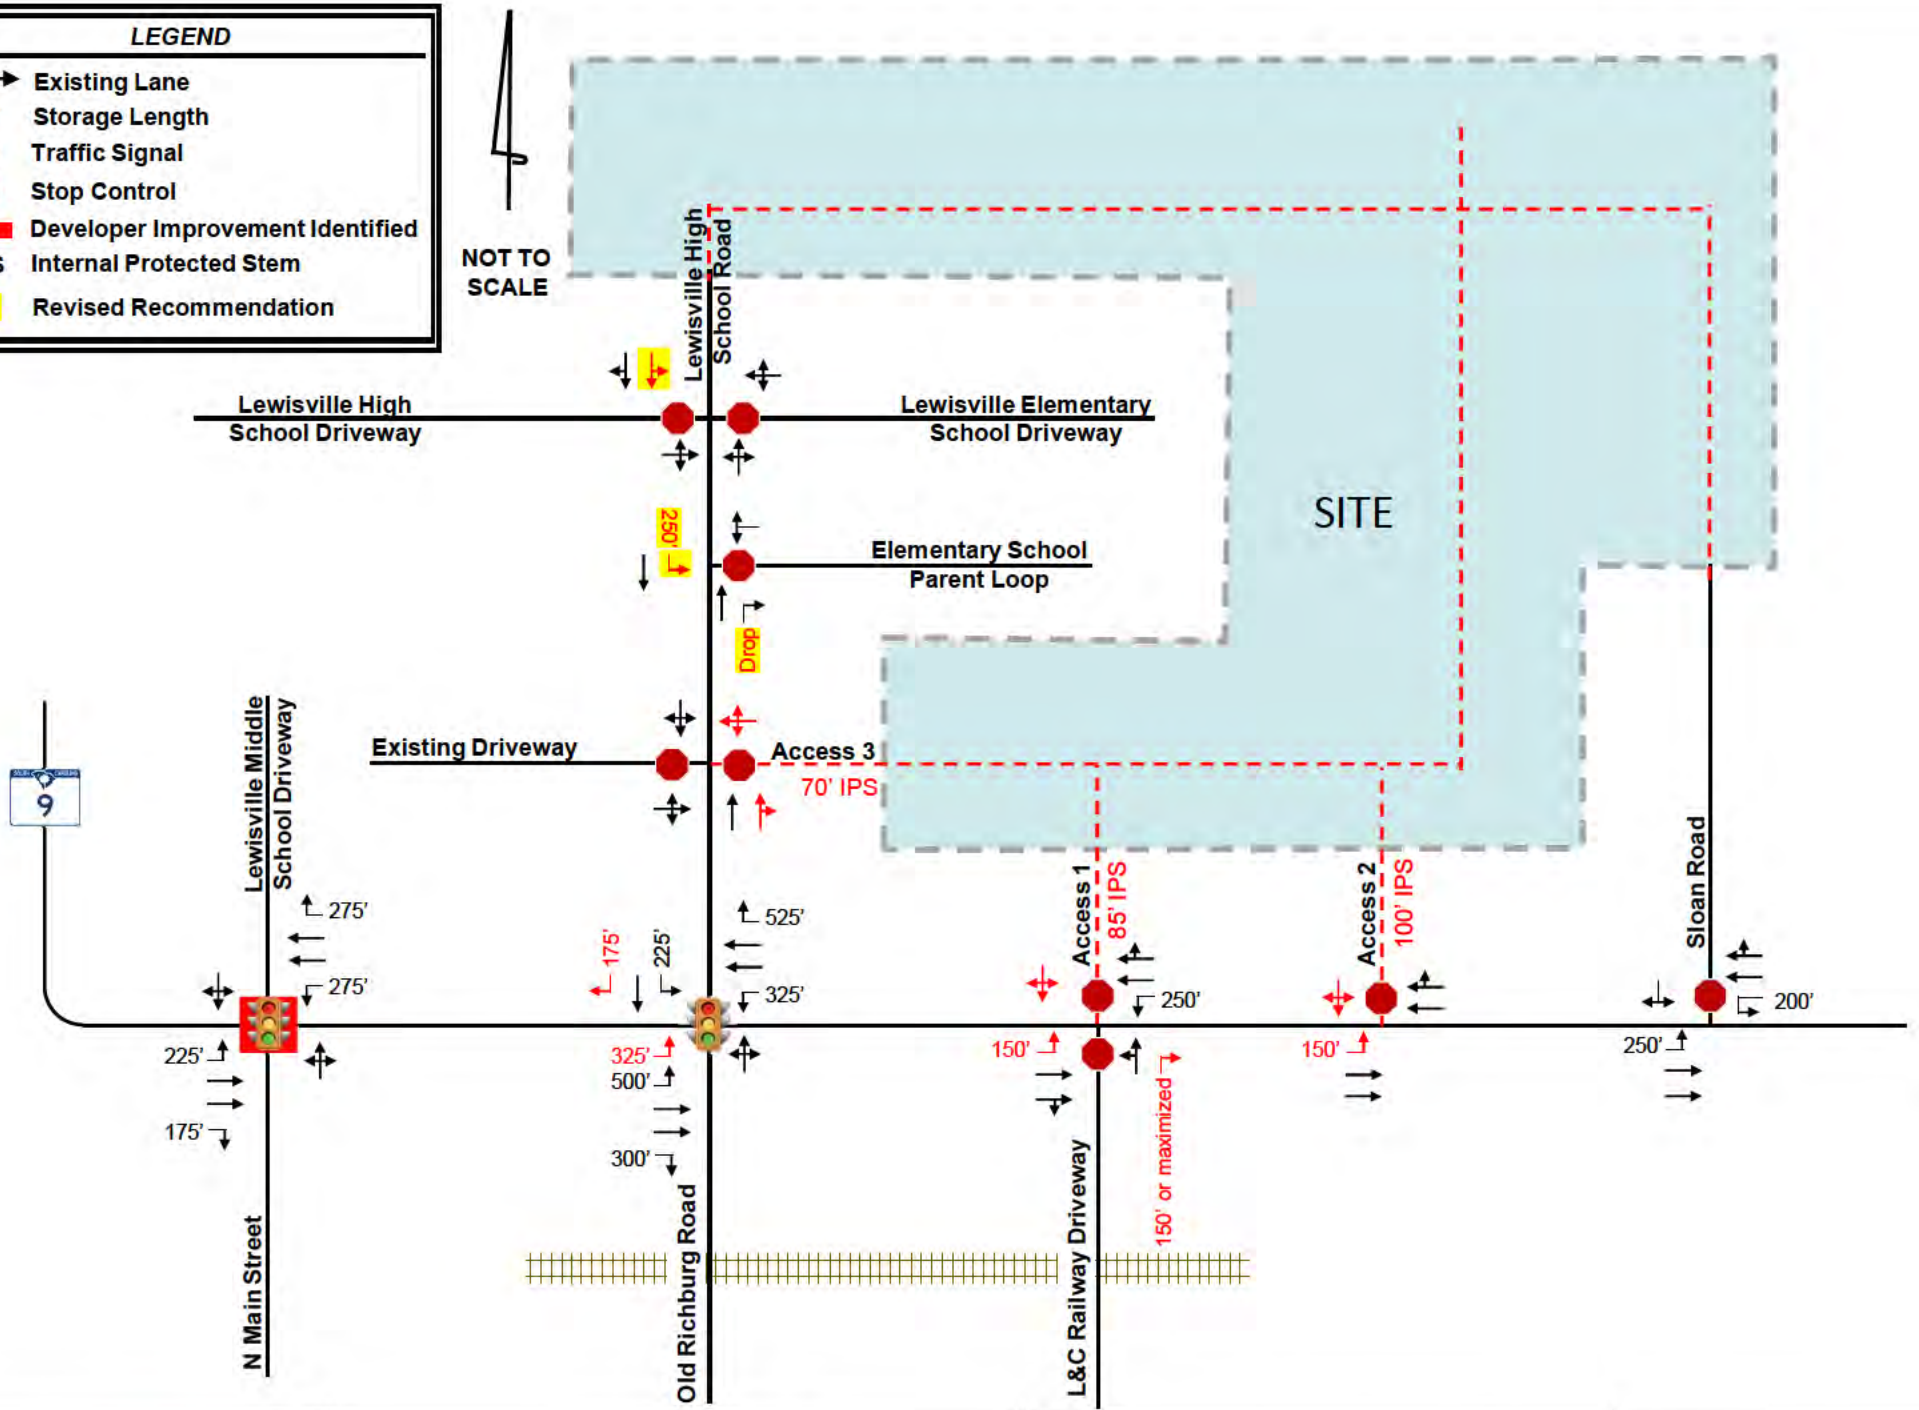 LEGEND
Existing Lane
Storage Length
Traffic Signal
Stop Control
Developer Improvement Identified
Internal Protected Stem
Revised Recommendation
NOT TO
SCALE
Lewisville High
School Road
Lewisville High
School Driveway
Lewisville Elementary
School Driveway
SITE
250'
Elementary School
Parent Loop
Drop
Lewisville Middle
School Driveway
Existing Driveway
Access 3
70' IPS
9
275'
275'
175'
225'
525'
325'
Access 1
85' IPS
250'
Access 2
100' IPS
Sloan Road
200'
225'
175'
325'
500'
300'
150'
150' or maximized
150'
250'
N Main Street
Old Richburg Road
L&C Railway Driveway